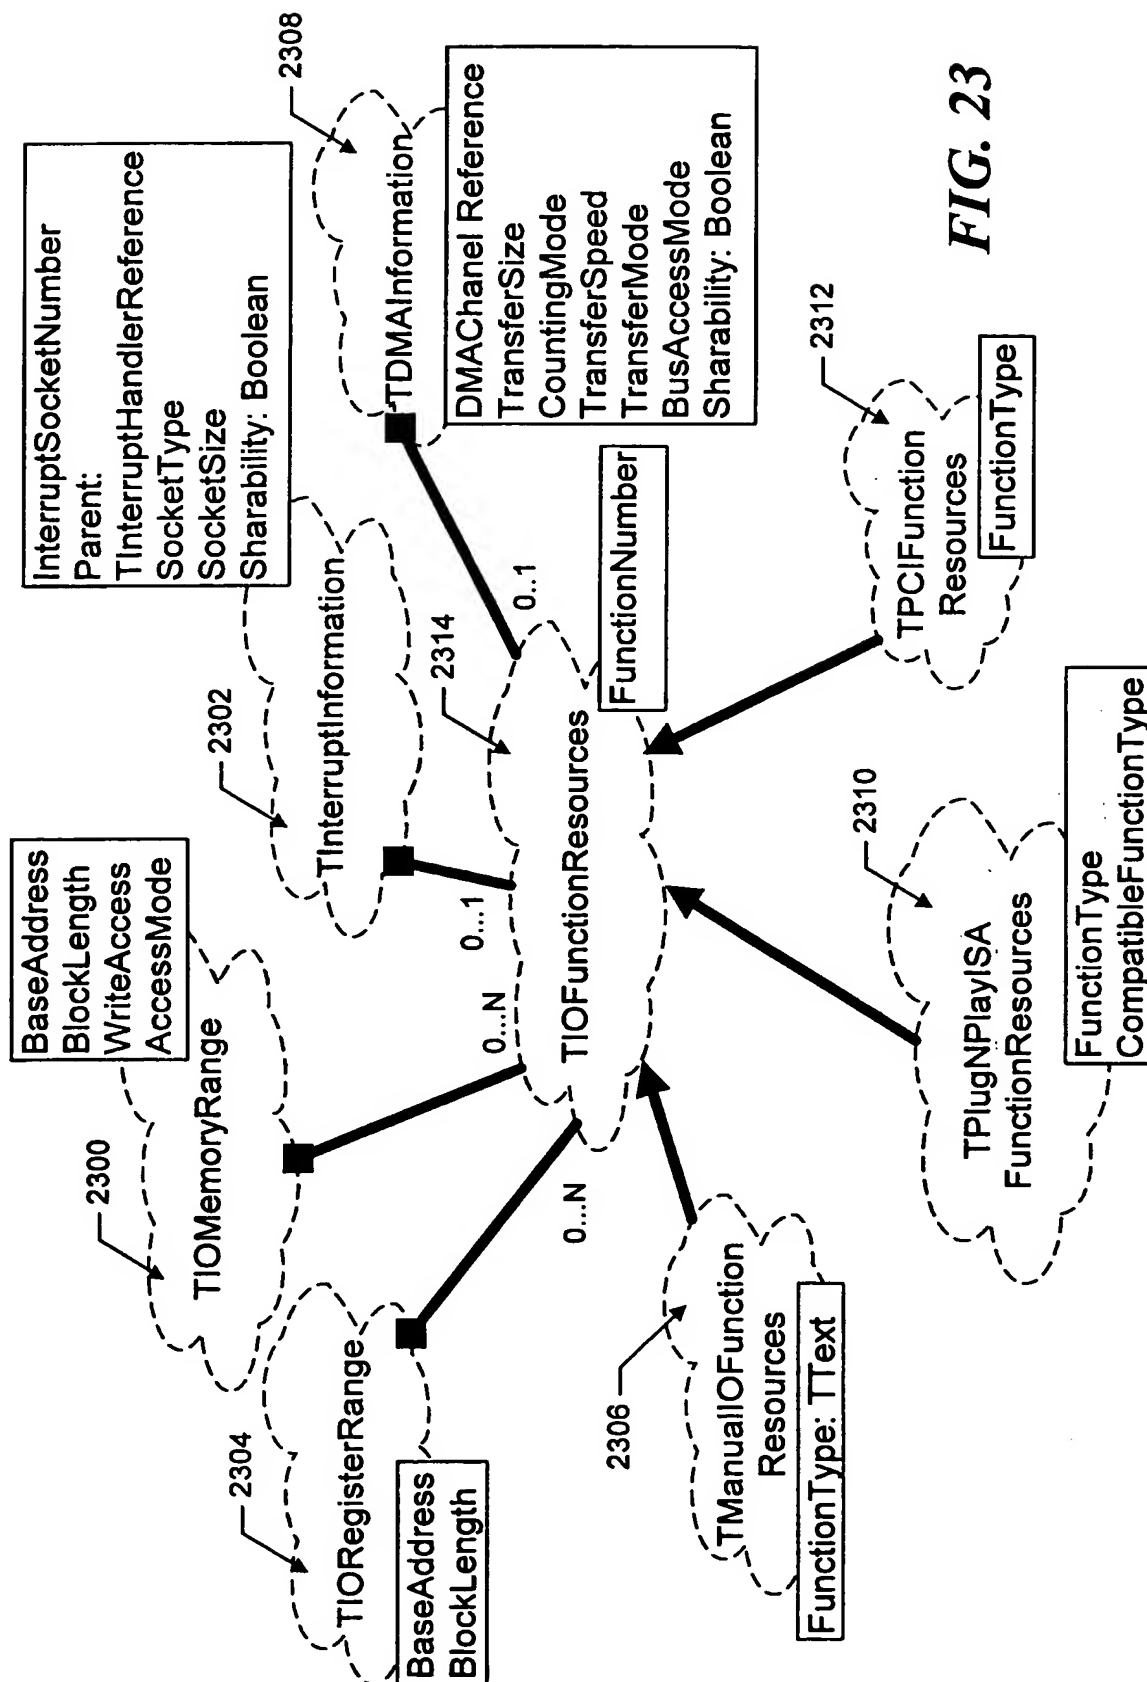 2304
TIORegisterRange
BaseAddress
BlockLength
2300
TIOMemoryRange
BaseAddress
BlockLength
WriteAccess
AccessMode
2302
TInterruptInformation
InterruptSocketNumber
Parent:
TInterruptHandlerReference
SocketType
SocketSize
Sharability: Boolean
2308
TDMAInformation
DMAChanel Reference
TransferSize
CountingMode
TransferSpeed
TransferMode
BusAccessMode
Sharability: Boolean
0...N
0...N
0...1
0..1
2314
TIOFunctionResources
FunctionNumber
2306
TManualIOFunction
Resources
FunctionType: TText
2310
TPlugNPlayISA
FunctionResources
FunctionType
CompatibleFunctionType
2312
TPCIFunction
Resources
FunctionType
FIG. 23